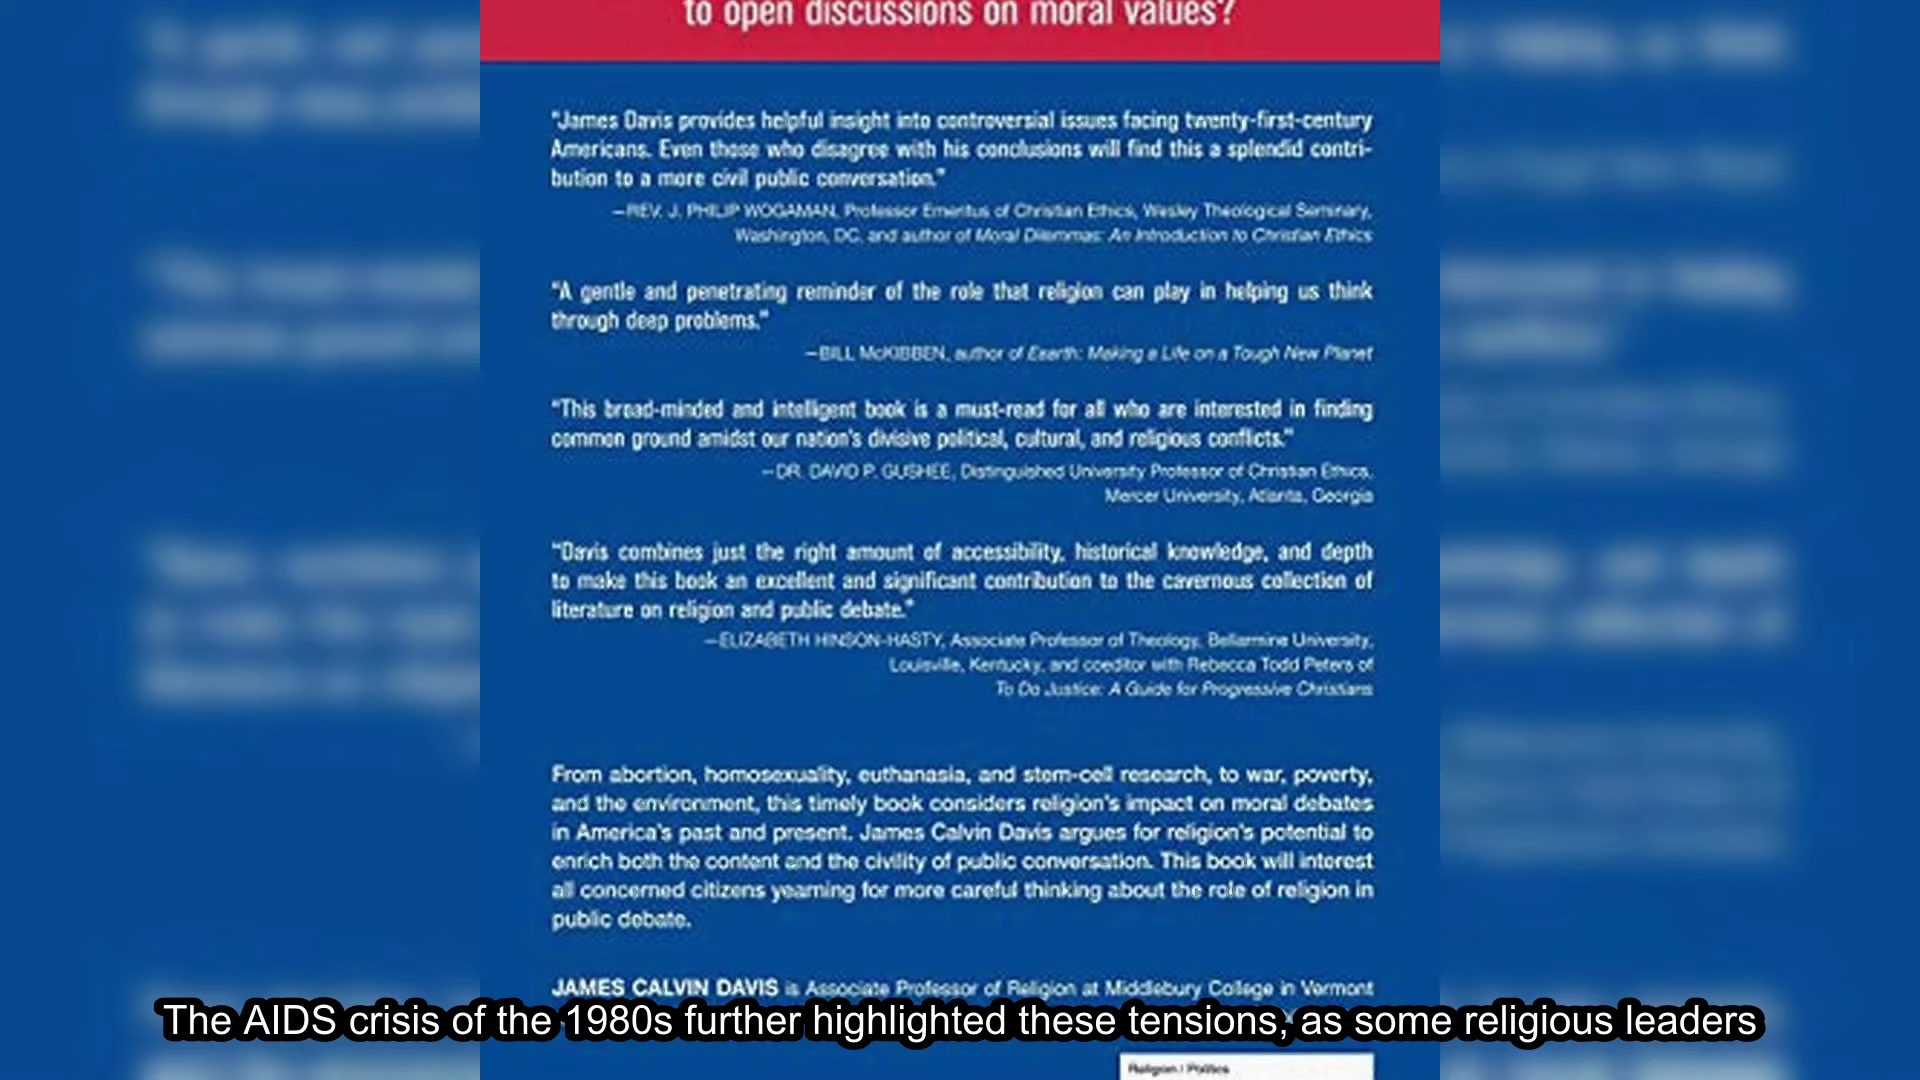 to open discussions on moral values?
"James Davis provides helpful insight into controversial issues facing twenty-first-century
Americans. Even those who disagree with his conclusions will find this a splendid contri-
bution to a more civil public conversation."
—REV. J. PHILIP WOGAMAN, Professor Emeritus of Christian Ethics, Wesley Theological Seminary,
Washington, DC, and author of Moral Dilemmas: An Introduction to Christian Ethics
"A gentle and penetrating reminder of the role that religion can play in helping us think
through deep problems."
—BILL McKIBBEN, author of Eearth: Making a Life on a Tough New Planet
"This broad-minded and intelligent book is a must-read for all who are interested in finding
common ground amidst our nation's divisive political, cultural, and religious conflicts."
—DR. DAVID P. GUSHEE, Distinguished University Professor of Christian Ethics,
Mercer University, Atlanta, Georgia
"Davis combines just the right amount of accessibility, historical knowledge, and depth
to make this book an excellent and significant contribution to the cavernous collection of
literature on religion and public debate."
—ELIZABETH HINSON-HASTY, Associate Professor of Theology, Bellarmine University,
Louisville, Kentucky, and coeditor with Rebecca Todd Peters of
To Do Justice: A Guide for Progressive Christians
From abortion, homosexuality, euthanasia, and stem-cell research, to war, poverty,
and the environment, this timely book considers religion's impact on moral debates
in America's past and present. James Calvin Davis argues for religion's potential to
enrich both the content and the civility of public conversation. This book will interest
all concerned citizens yearning for more careful thinking about the role of religion in
public debate.
JAMES CALVIN DAVIS is Associate Professor of Religion at Middlebury College in Vermont
The AIDS crisis of the 1980s further highlighted these tensions, as some religious leaders
Religion / Politics